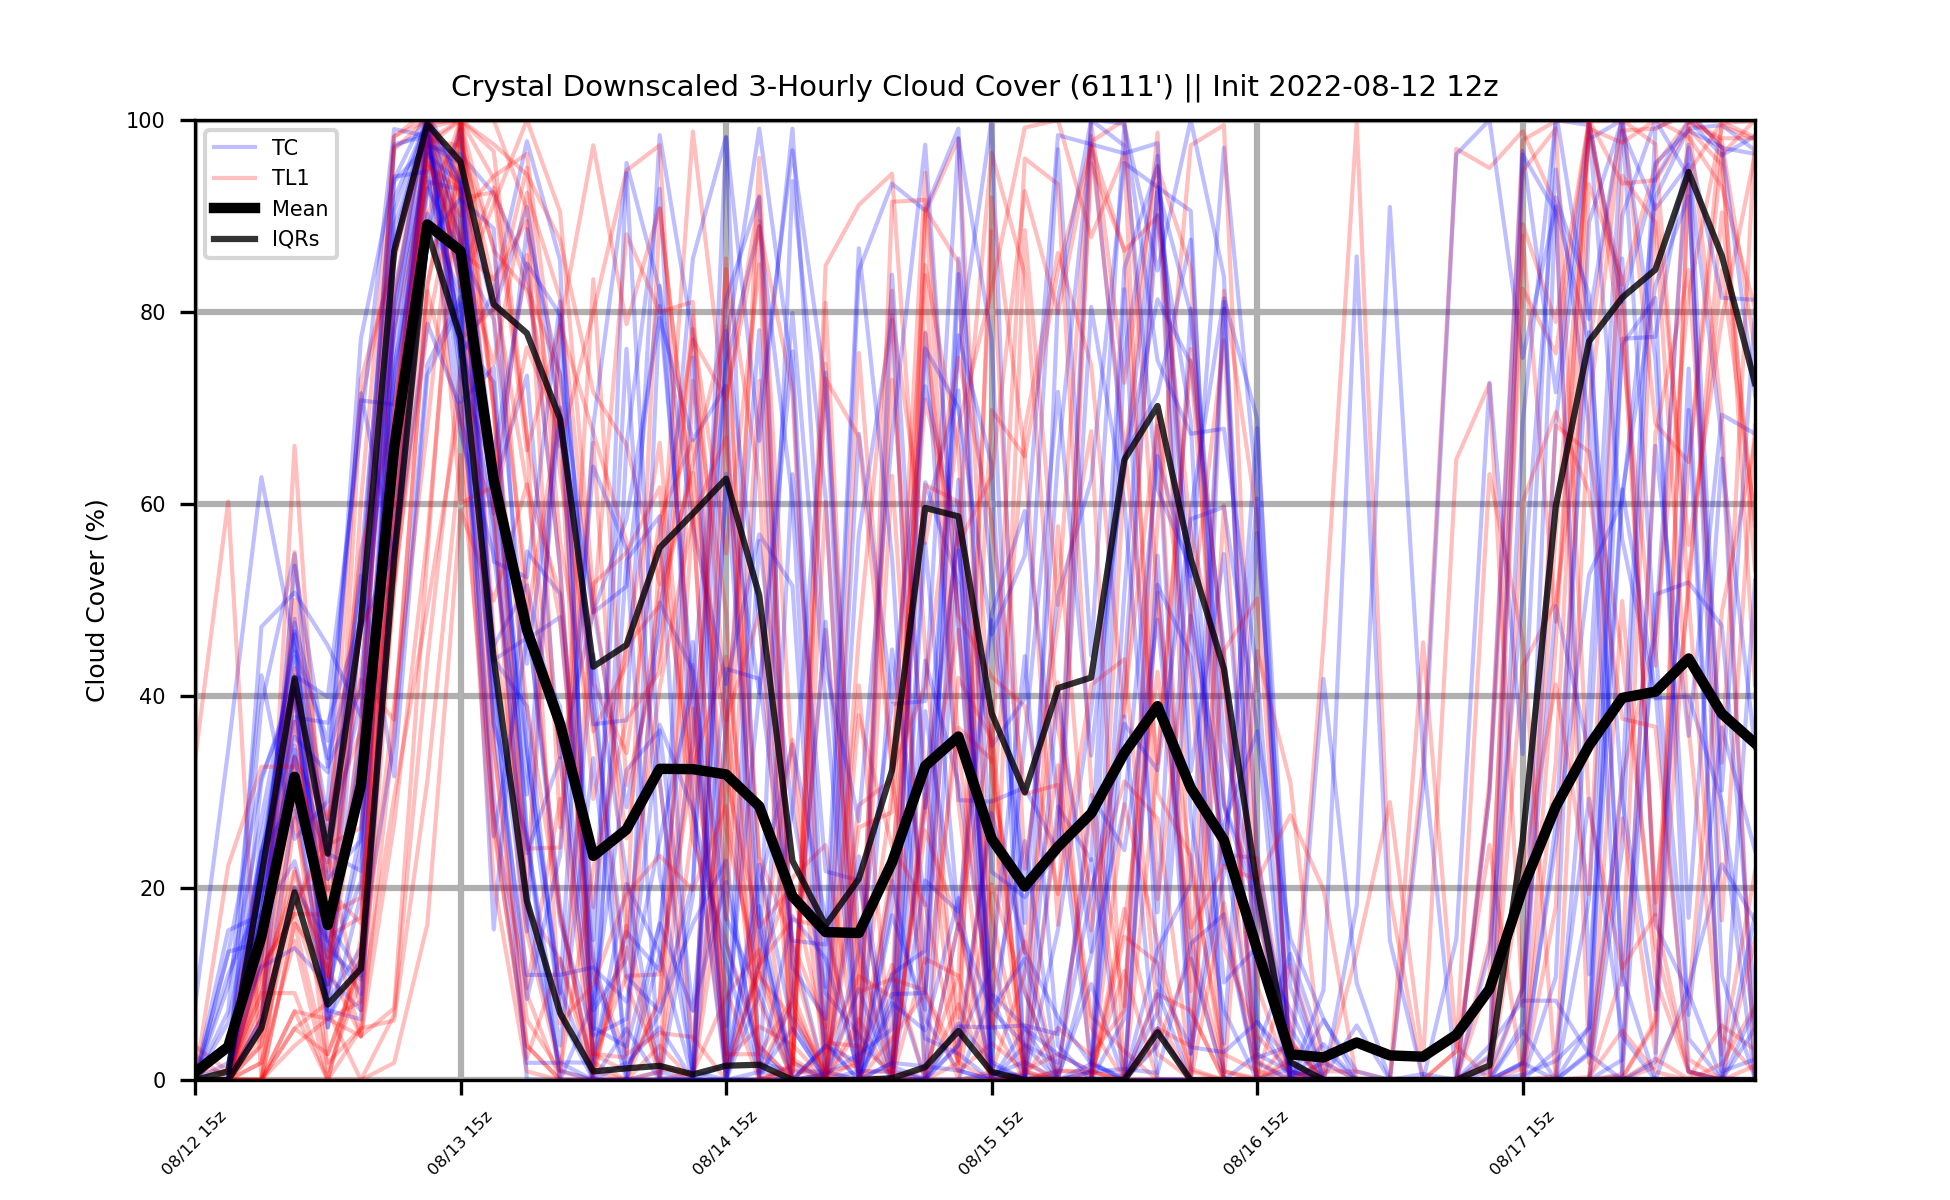 Crystal Downscaled 3-Hourly Cloud Cover (6111') || Init 2022-08-12 12z
100
80
60
40
20
0
Cloud Cover (%)
TC
TL1
Mean
IQRs
08/12 15z
08/13 15z
08/14 15z
08/15 15z
08/16 15z
08/17 15z